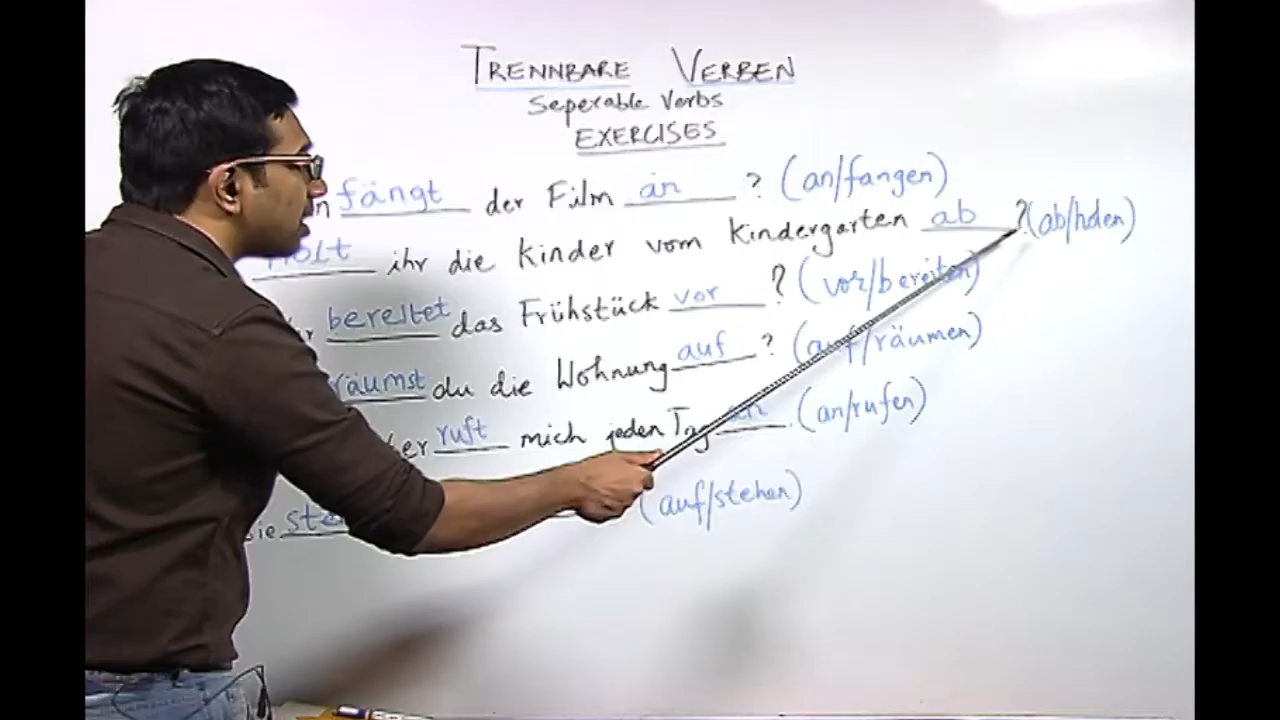 TRENNBARE VERBEN
Seperable Verbs
EXERCISES
fängt der Film an ? (an/fangen)
Holt ihr die Kinder vom Kindergarten ab ? (ab/holen)
bereitet das Frühstück vor ? (vor/bereiten)
räumst du die Wohnung auf ? (auf/räumen)
ruft mich jeden Tag an . (an/rufen)
(auf/stehen)